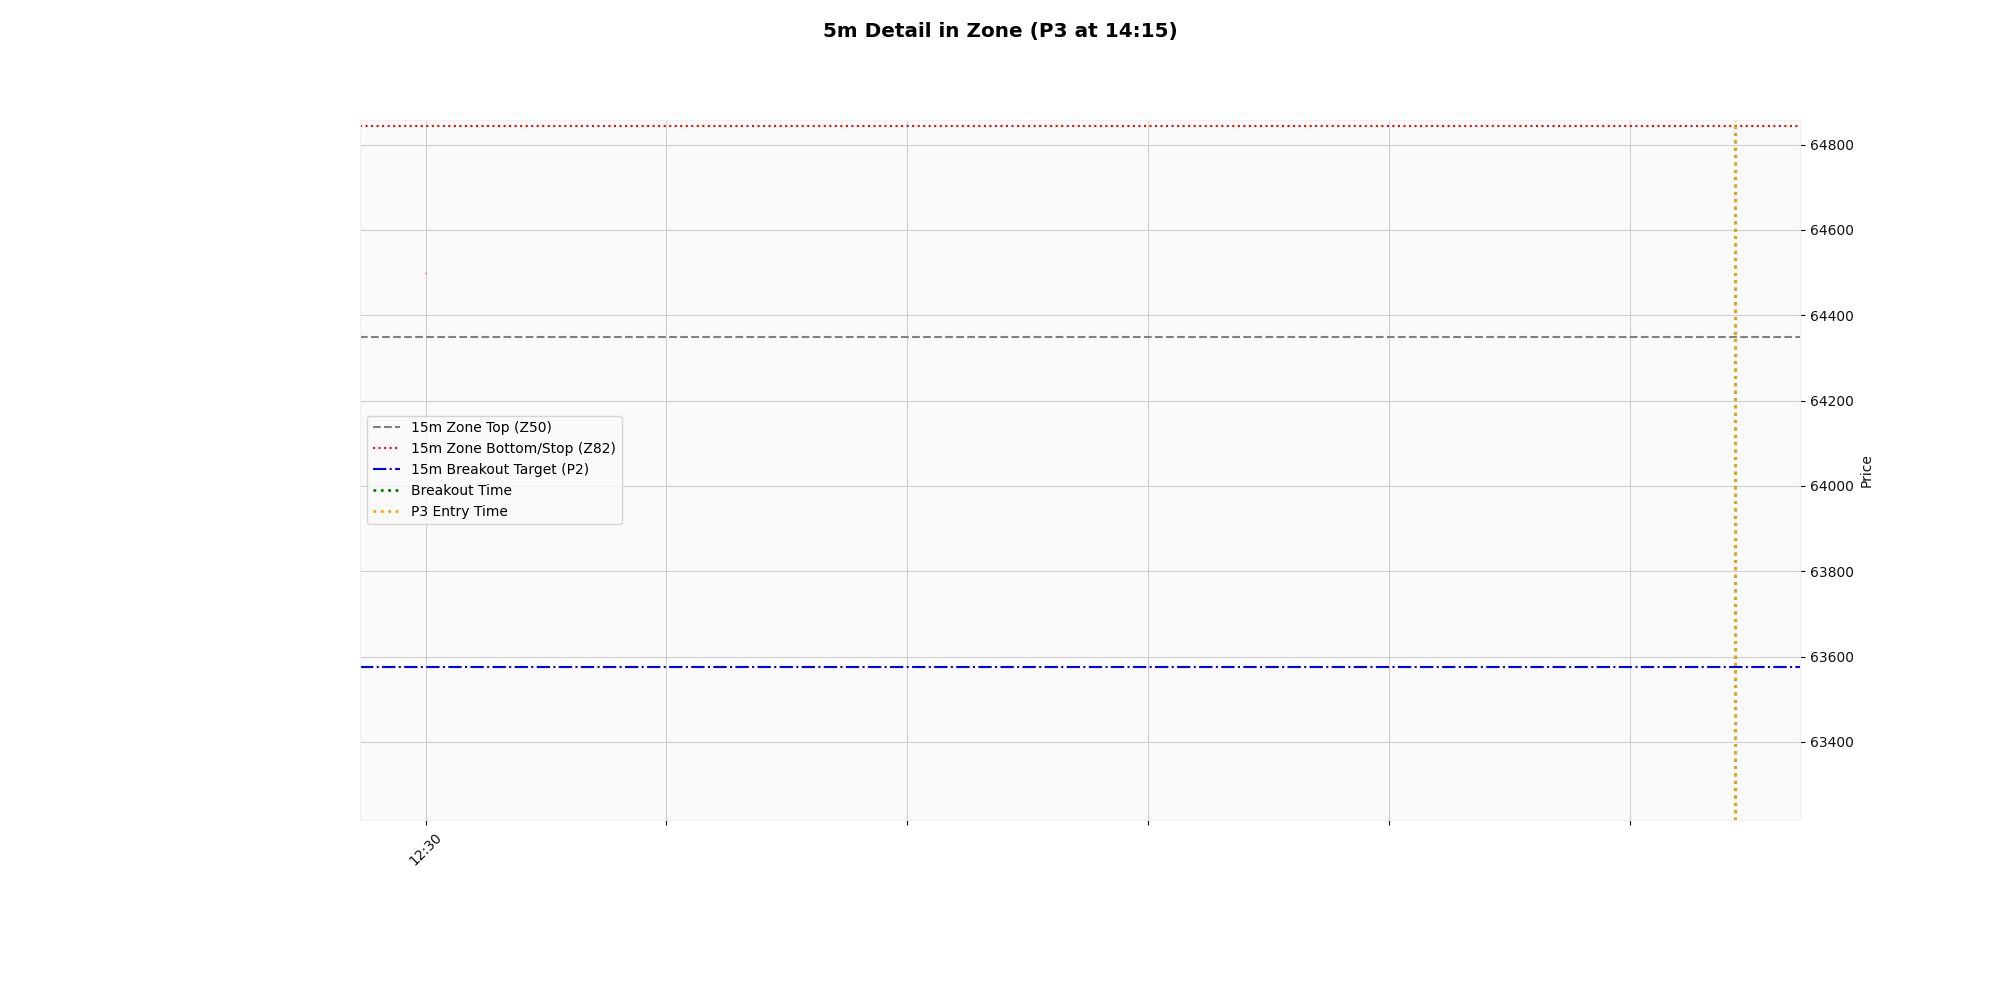 5m Detail in Zone (P3 at 14:15)
64800
64600
64400
64200
64000
63800
63600
63400
Price
15m Zone Top (Z50)
15m Zone Bottom/Stop (Z82)
15m Breakout Target (P2)
Breakout Time
P3 Entry Time
12:30